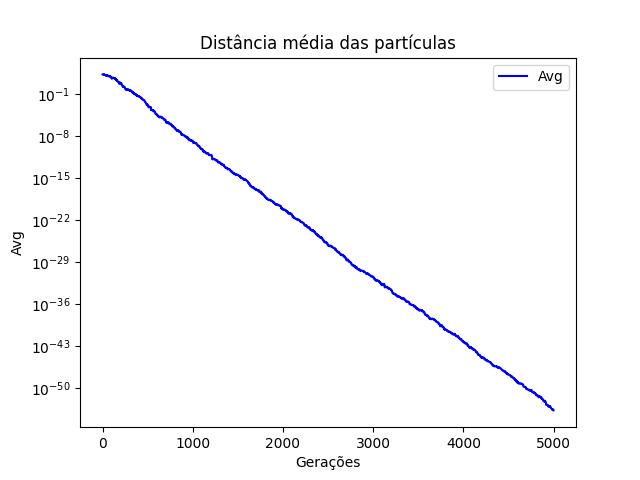 Distância média das partículas
Avg
Avg
10⁻¹
10⁻⁸
10⁻¹⁵
10⁻²²
10⁻²⁹
10⁻³⁶
10⁻⁴³
10⁻⁵⁰
0 1000 2000 3000 4000 5000
Gerações